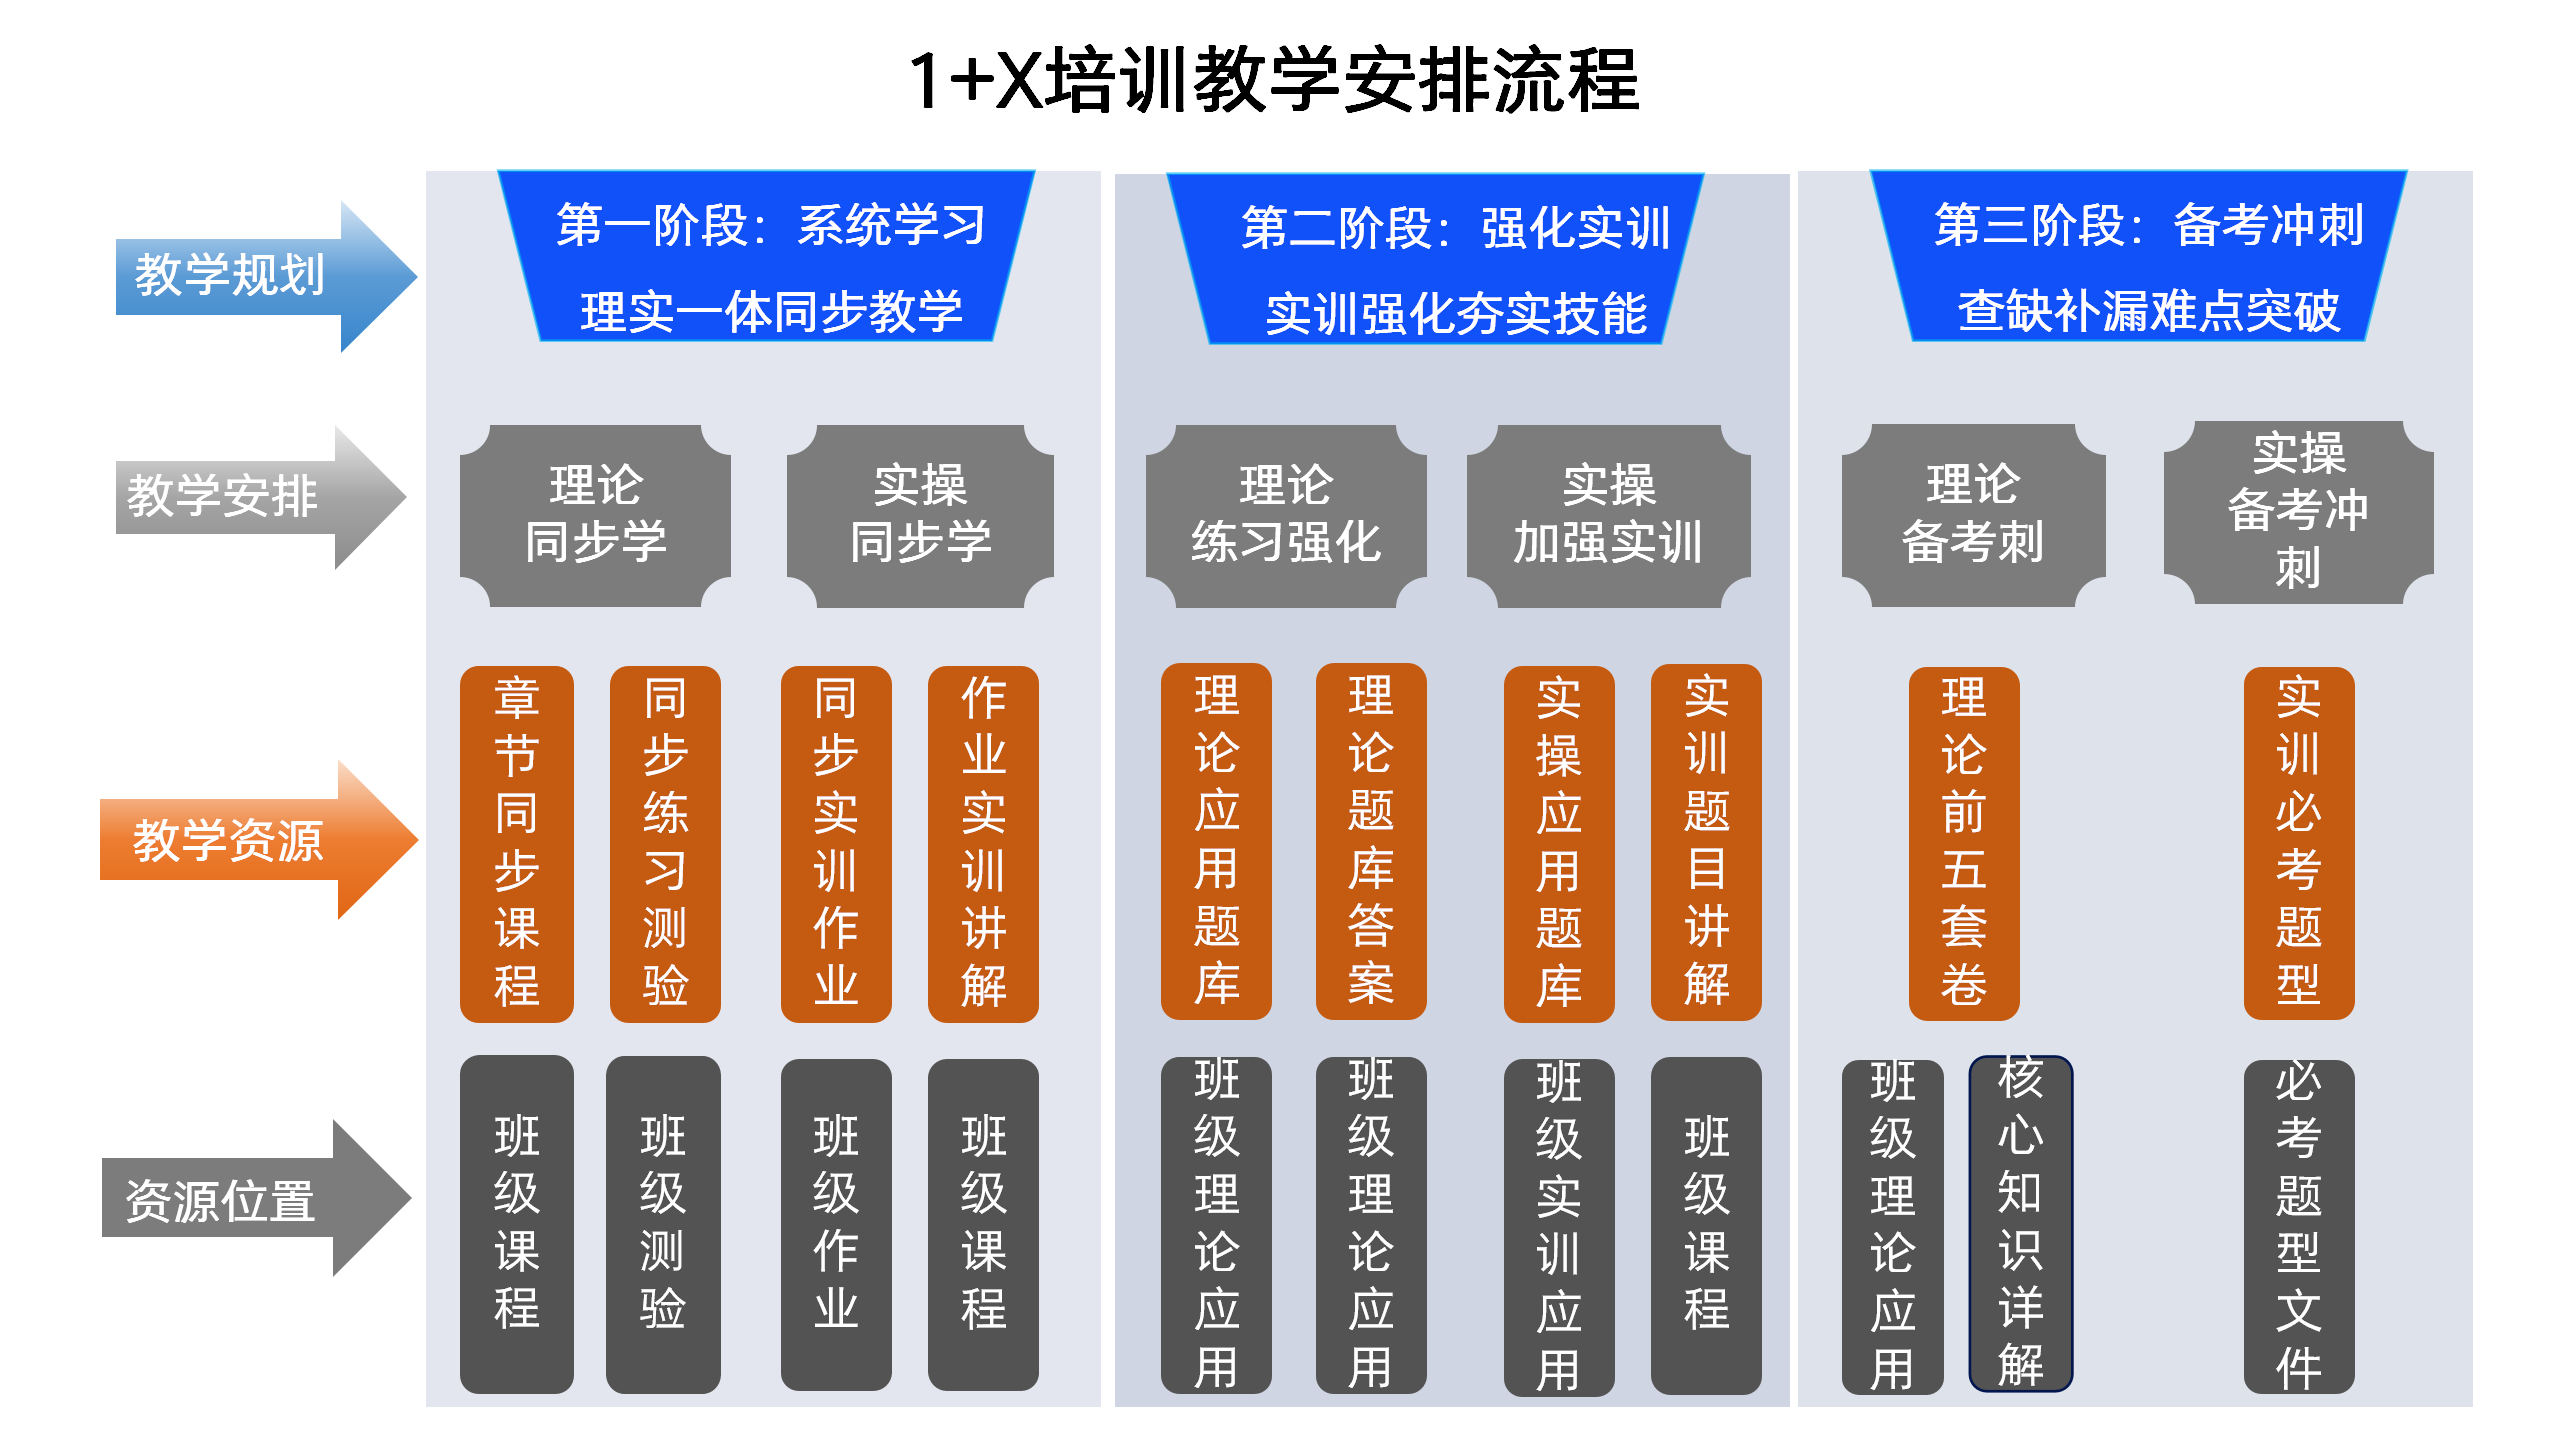 1+X培训教学安排流程
教学规划
第一阶段：系统学习
理实一体同步教学
第二阶段：强化实训
实训强化夯实技能
第三阶段：备考冲刺
查缺补漏难点突破
教学安排
理论
同步学
实操
同步学
理论
练习强化
实操
加强实训
理论
备考刺
实操
备考冲
刺
教学资源
章节同步课程
同步练习测验
同步实训作业
作业实训讲解
理论应用题库
理论题库答案
实操应用题库
实训题目讲解
理论前五套卷
实训必考题型
资源位置
班级课程
班级测验
班级作业
班级课程
班级理论应用
班级理论应用
班级实训应用
班级课程
班级理论应用
核心知识详解
必考题型文件